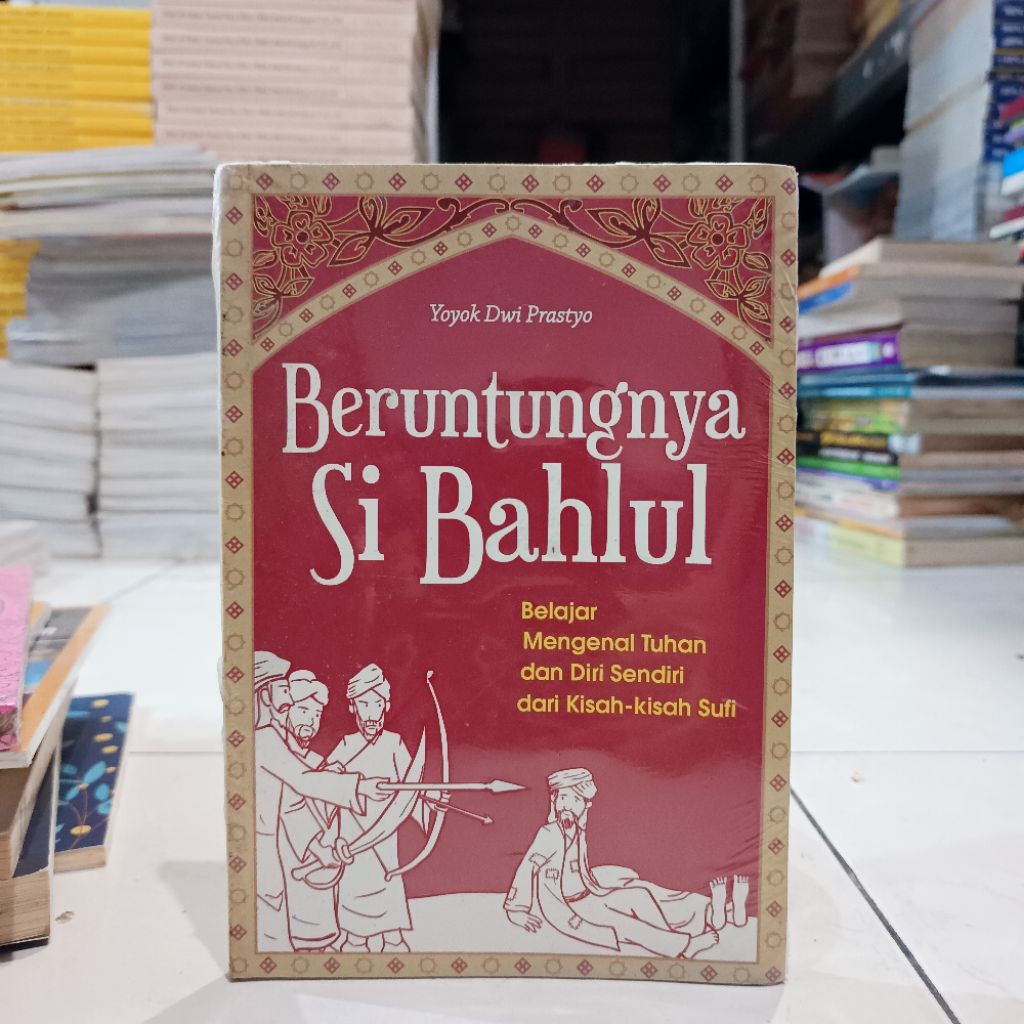 Yoyok Dwi Prastyo
Beruntungnya
Si Bahlul
Belajar
Mengenal Tuhan
dan Diri Sendiri
dari Kisah-kisah Sufi